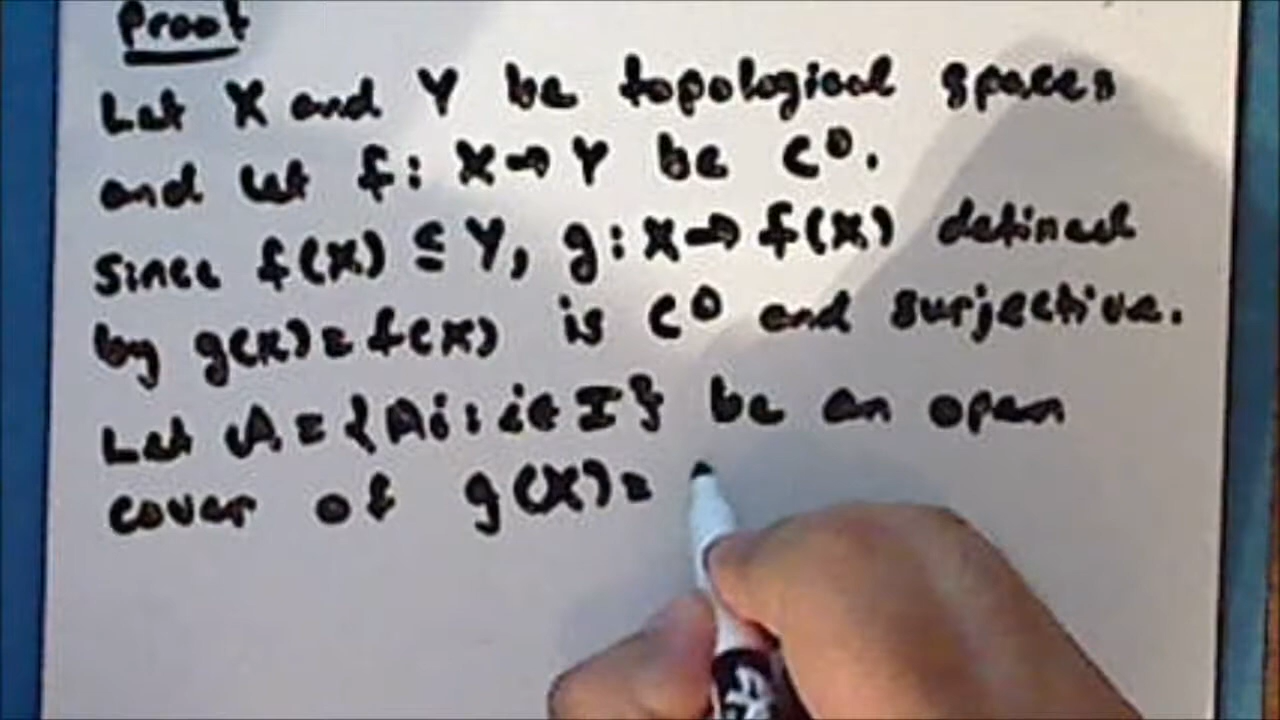 Proof
Let X and Y be topological spaces
and let f: X→Y be C⁰.
Since f(X) ⊆ Y, g: X→f(X) defined
by g(x)=f(x) is C⁰ and surjective.
Let A={Ai: i∈I} be an open
cover of g(X)=